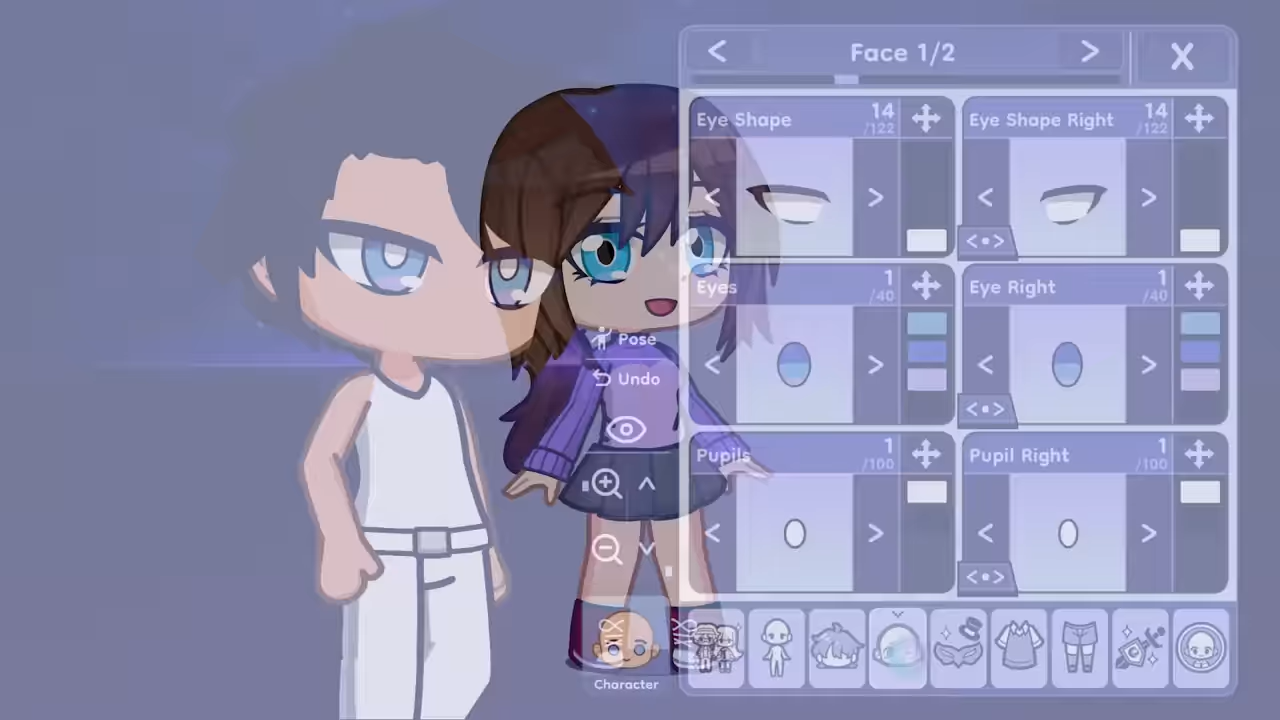 Face 1/2
X
Eye Shape 14 /122
Eye Shape Right 14 /122
Eyes 1 /40
Eye Right 1 /40
Pose
Undo
Pupils 1 /100
Pupil Right 1 /100
Character